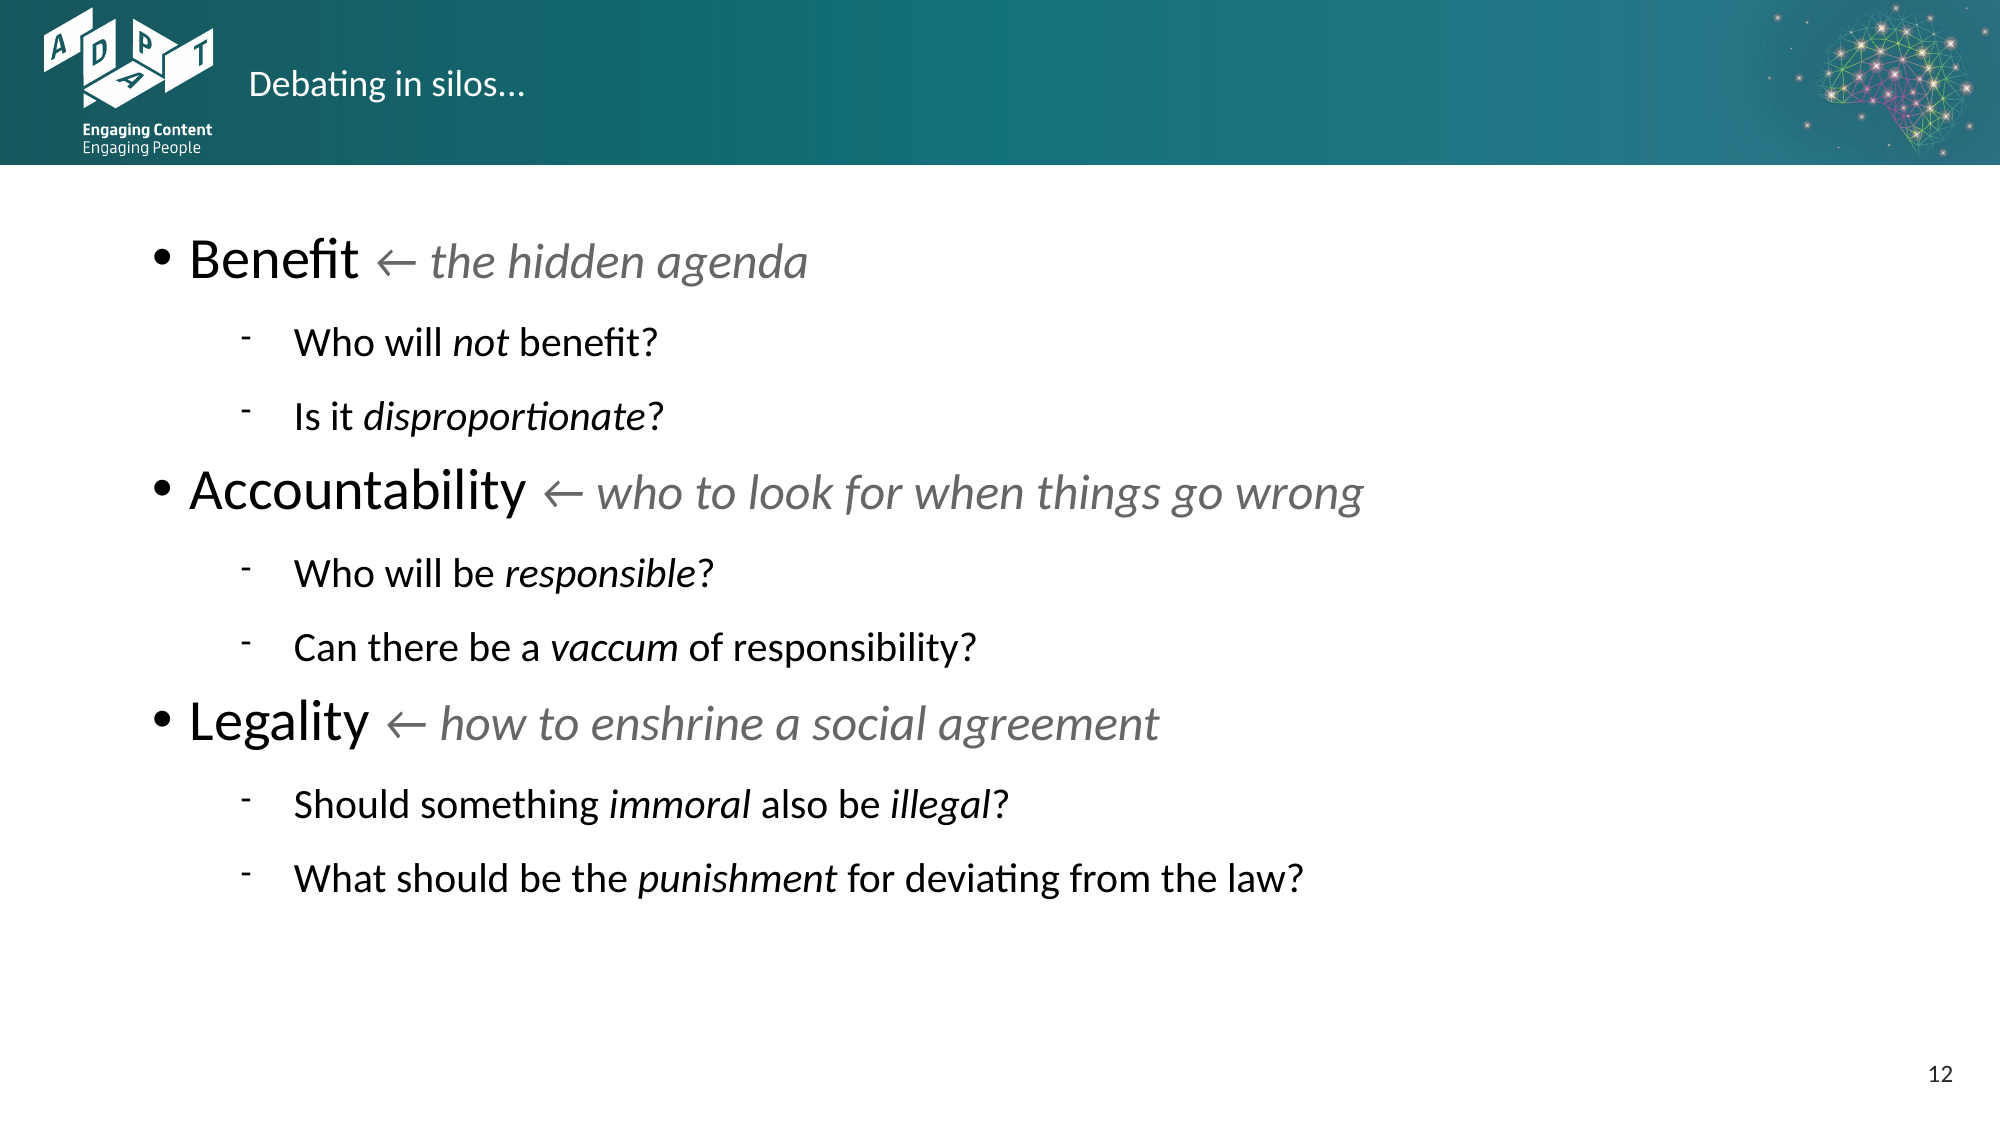 ADAPT
Engaging Content
Engaging People
Debating in silos...
• Benefit ← the hidden agenda
- Who will not benefit?
- Is it disproportionate?
• Accountability ← who to look for when things go wrong
- Who will be responsible?
- Can there be a vaccum of responsibility?
• Legality ← how to enshrine a social agreement
- Should something immoral also be illegal?
- What should be the punishment for deviating from the law?
12